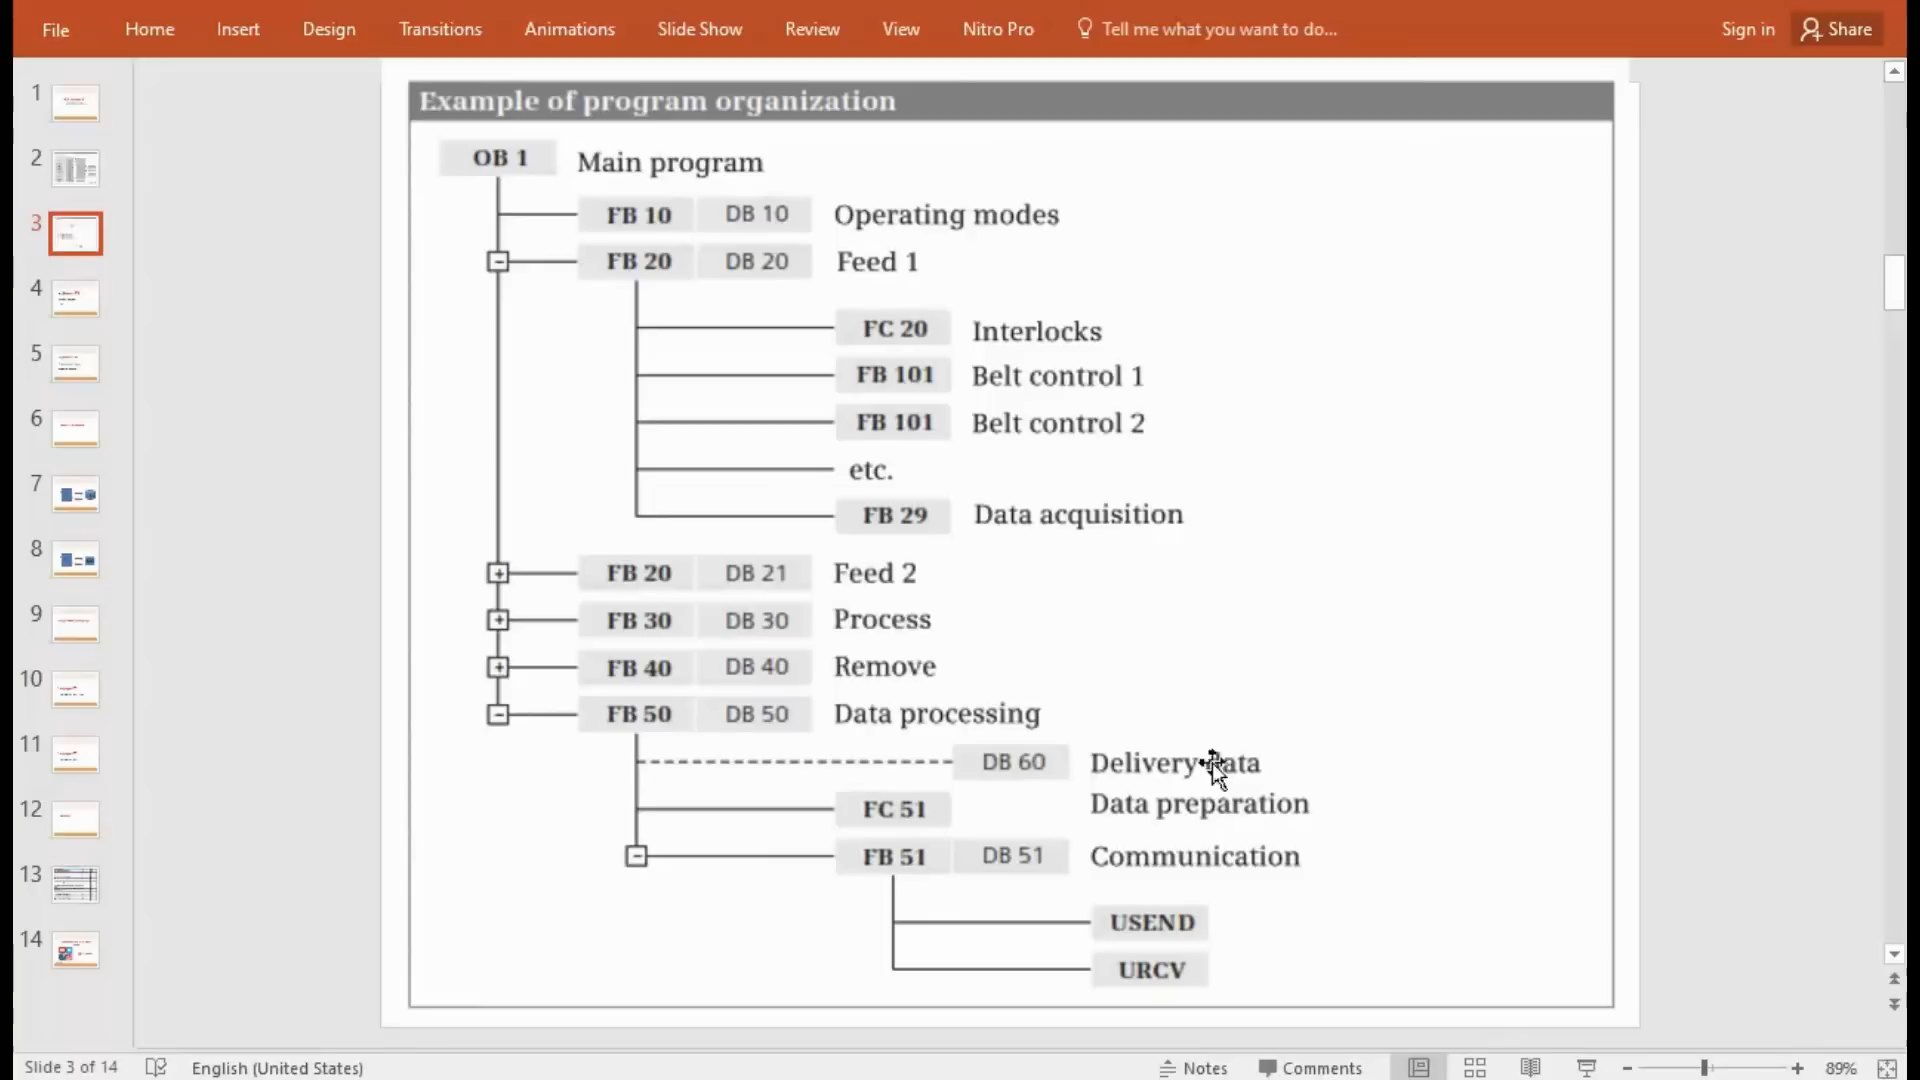 File Home Insert Design Transitions Animations Slide Show Review View Nitro Pro Tell me what you want to do... Sign in Share
Example of program organization
OB 1 Main program
FB 10 DB 10 Operating modes
FB 20 DB 20 Feed 1
FC 20 Interlocks
FB 101 Belt control 1
FB 101 Belt control 2
etc.
FB 29 Data acquisition
FB 20 DB 21 Feed 2
FB 30 DB 30 Process
FB 40 DB 40 Remove
FB 50 DB 50 Data processing
DB 60 Delivery data
FC 51 Data preparation
FB 51 DB 51 Communication
USEND
URCV
1
2
3
4
5
6
7
8
9
10
11
12
13
14
Slide 3 of 14 English (United States) Notes Comments 89%